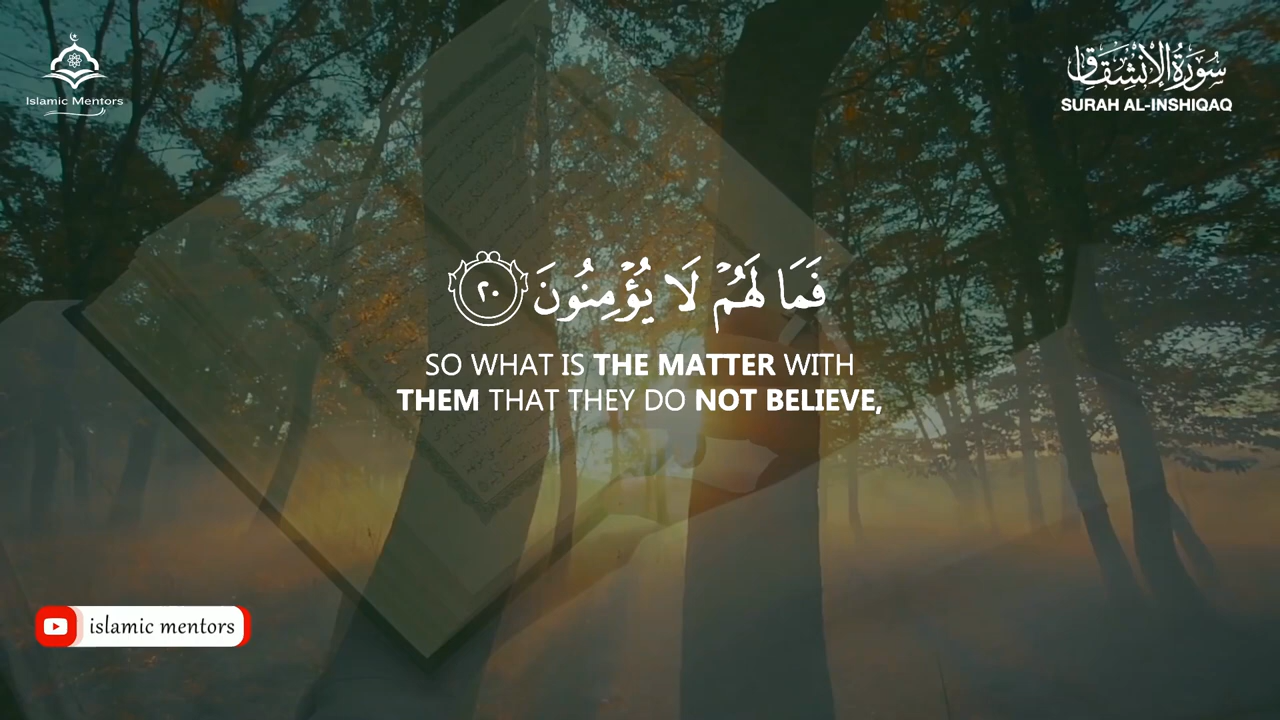 Islamic Mentors
سُورَةُ الْإِنْشِقَاقِ
SURAH AL-INSHIQAQ
فَمَا لَهُمْ لَا يُؤْمِنُونَ ٢٠
SO WHAT IS THE MATTER WITH
THEM THAT THEY DO NOT BELIEVE,
islamic mentors